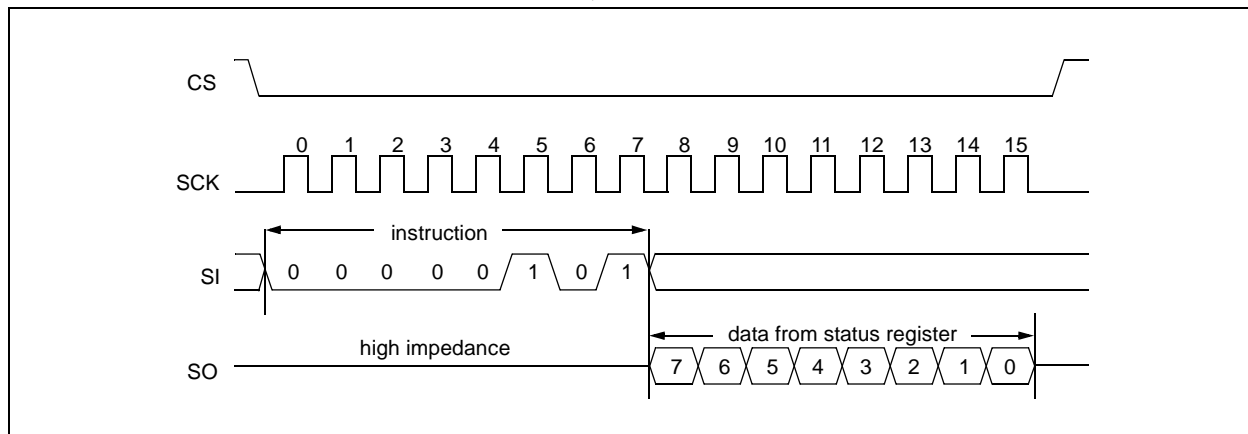 CS
0 1 2 3 4 5 6 7 8 9 10 11 12 13 14 15
SCK
instruction
SI 0 0 0 0 0 1 0 1
high impedance
data from status register
SO 7 6 5 4 3 2 1 0